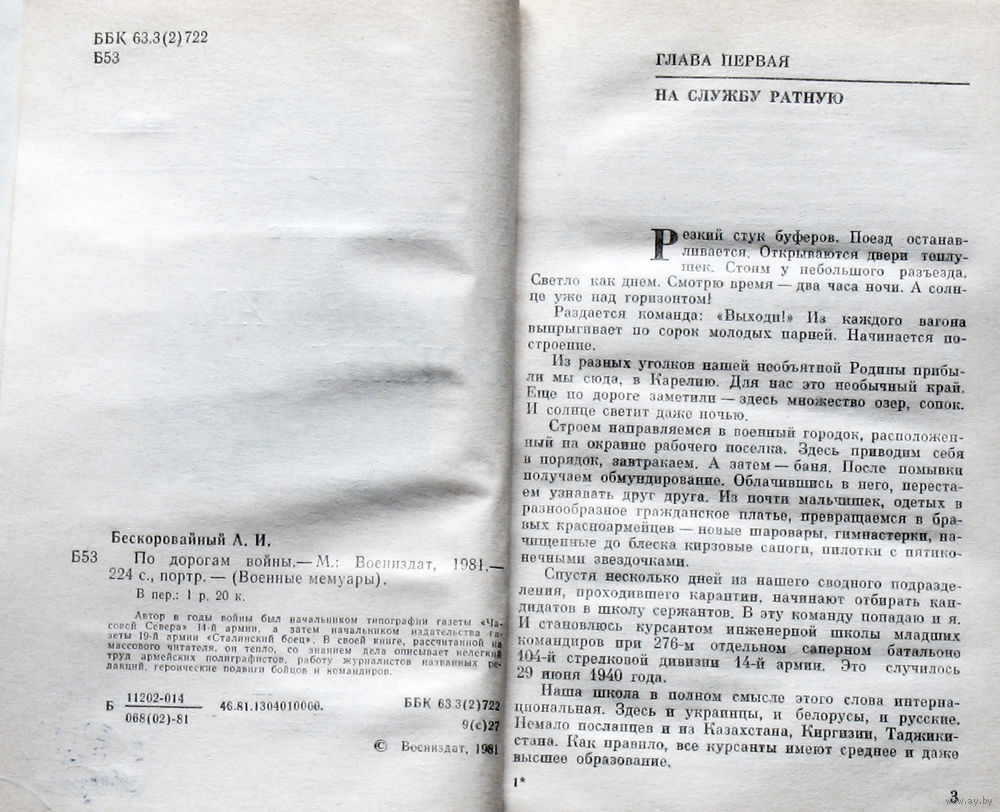 ББК 63.3(2)722
Б53
Бескоровайный А. И.
Б53 По дорогам войны.— М.: Воениздат, 1981.—
224 с., портр. — (Военные мемуары).
В пер.: 1 р. 20 к.
Автор в годы войны был начальником типографии газеты «Ча-
совой Севера» 14-й армии, а затем начальником издательства га-
зеты 19-й армии «Сталинский боец». В своей книге, рассчитанной на
массового читателя, он тепло, со знанием дела описывает нелегкий
труд армейских полиграфистов, работу журналистов названных ре-
дакций, героические подвиги бойцов и командиров.
Б 11202-014
068(02)-81
46.81.1304010000.
ББК 63.3(2)722
9(с)27
© Воениздат, 1981
ГЛАВА ПЕРВАЯ
НА СЛУЖБУ РАТНУЮ
Резкий стук буферов. Поезд останав-
ливается. Открываются двери теплу-
шек. Стоим у небольшого разъезда.
Светло как днем. Смотрю время — два часа ночи. А солн-
це уже над горизонтом!
Раздается команда: «Выходи!» Из каждого вагона
выпрыгивает по сорок молодых парней. Начинается по-
строение.
Из разных уголков нашей необъятной Родины прибы-
ли мы сюда, в Карелию. Для нас это необычный край.
Еще по дороге заметили — здесь множество озер, сопок.
И солнце светит даже ночью.
Строем направляемся в военный городок, расположен-
ный на окраине рабочего поселка. Здесь приводим себя
в порядок, завтракаем. А затем — баня. После помывки
получаем обмундирование. Облачившись в него, переста-
ем узнавать друг друга. Из почти мальчишек, одетых в
разнообразное гражданское платье, превращаемся в бра-
вых красноармейцев — новые шаровары, гимнастерки, на-
чищенные до блеска кирзовые сапоги, пилотки с пятико-
нечными звездочками.
Спустя несколько дней из нашего сводного подразде-
ления, проходившего карантин, начинают отбирать кан-
дидатов в школу сержантов. В эту команду попадаю и я.
И становлюсь курсантом инженерной школы младших
командиров при 276-м отдельном саперном батальоне
104-й стрелковой дивизии 14-й армии. Это случилось
29 июня 1940 года.
Наша школа в полном смысле этого слова интерна-
циональная. Здесь и украинцы, и белорусы, и русские.
Немало посланцев и из Казахстана, Киргизии, Таджики-
стана. Как правило, все курсанты имеют среднее и даже
высшее образование.
1*
3
www.ay.by